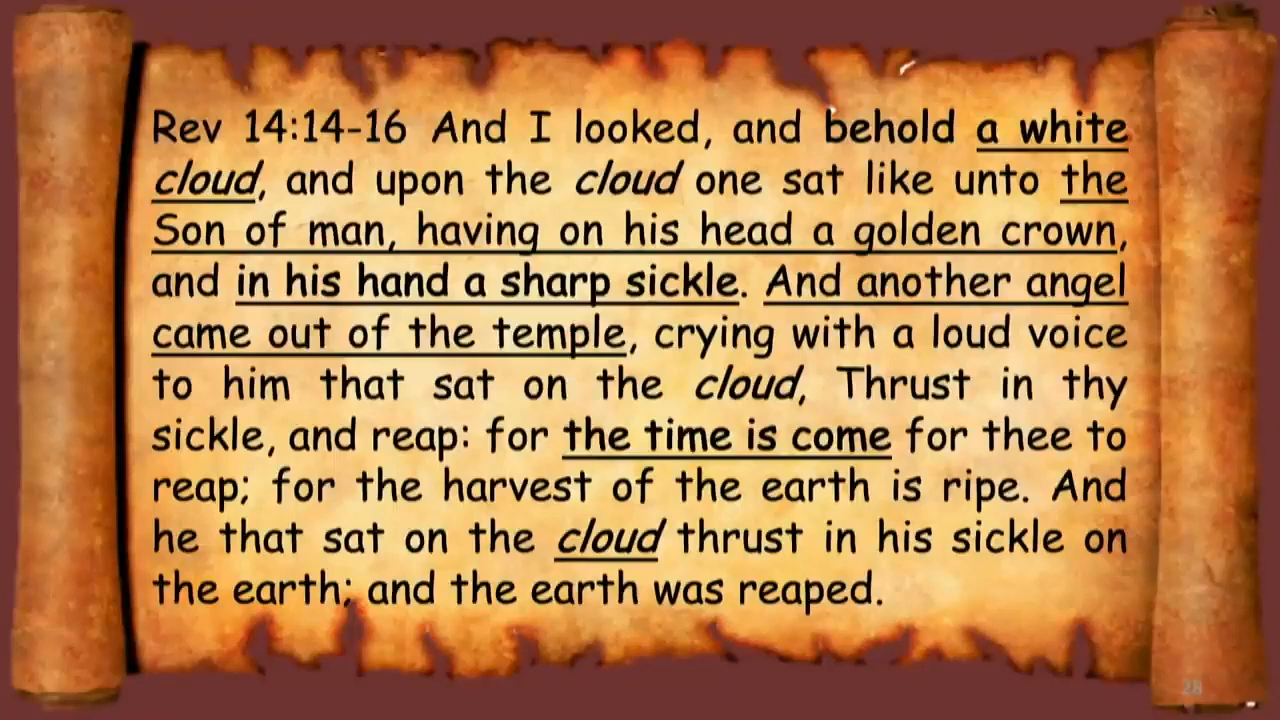 Rev 14:14-16 And I looked, and behold a white
cloud, and upon the cloud one sat like unto the
Son of man, having on his head a golden crown,
and in his hand a sharp sickle. And another angel
came out of the temple, crying with a loud voice
to him that sat on the cloud, Thrust in thy
sickle, and reap: for the time is come for thee to
reap; for the harvest of the earth is ripe. And
he that sat on the cloud thrust in his sickle on
the earth; and the earth was reaped.
28